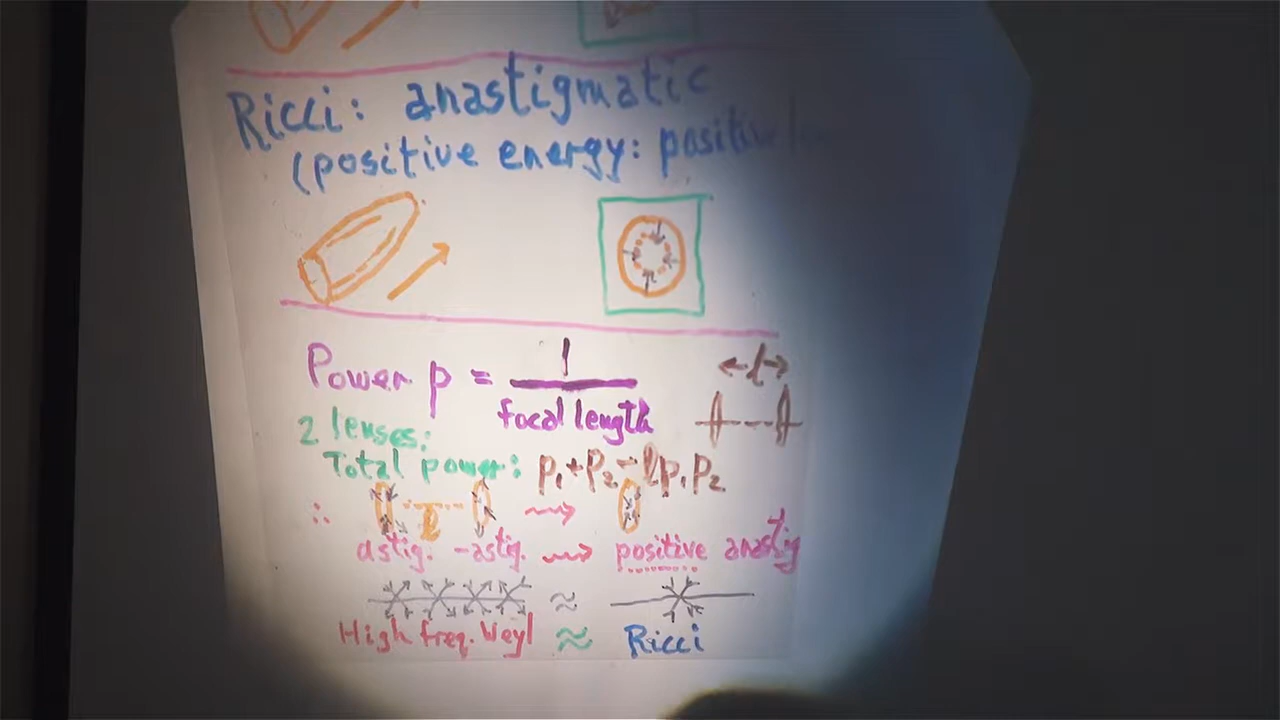 Ricci: anastigmatic
(positive energy: positive
Power p = 1 / focal length
← l →
2 lenses:
Total power: p₁+p₂-lp₁p₂
∴
astig. -astig. ⇝ positive anastig
≈
High freq. Weyl ≈ Ricci